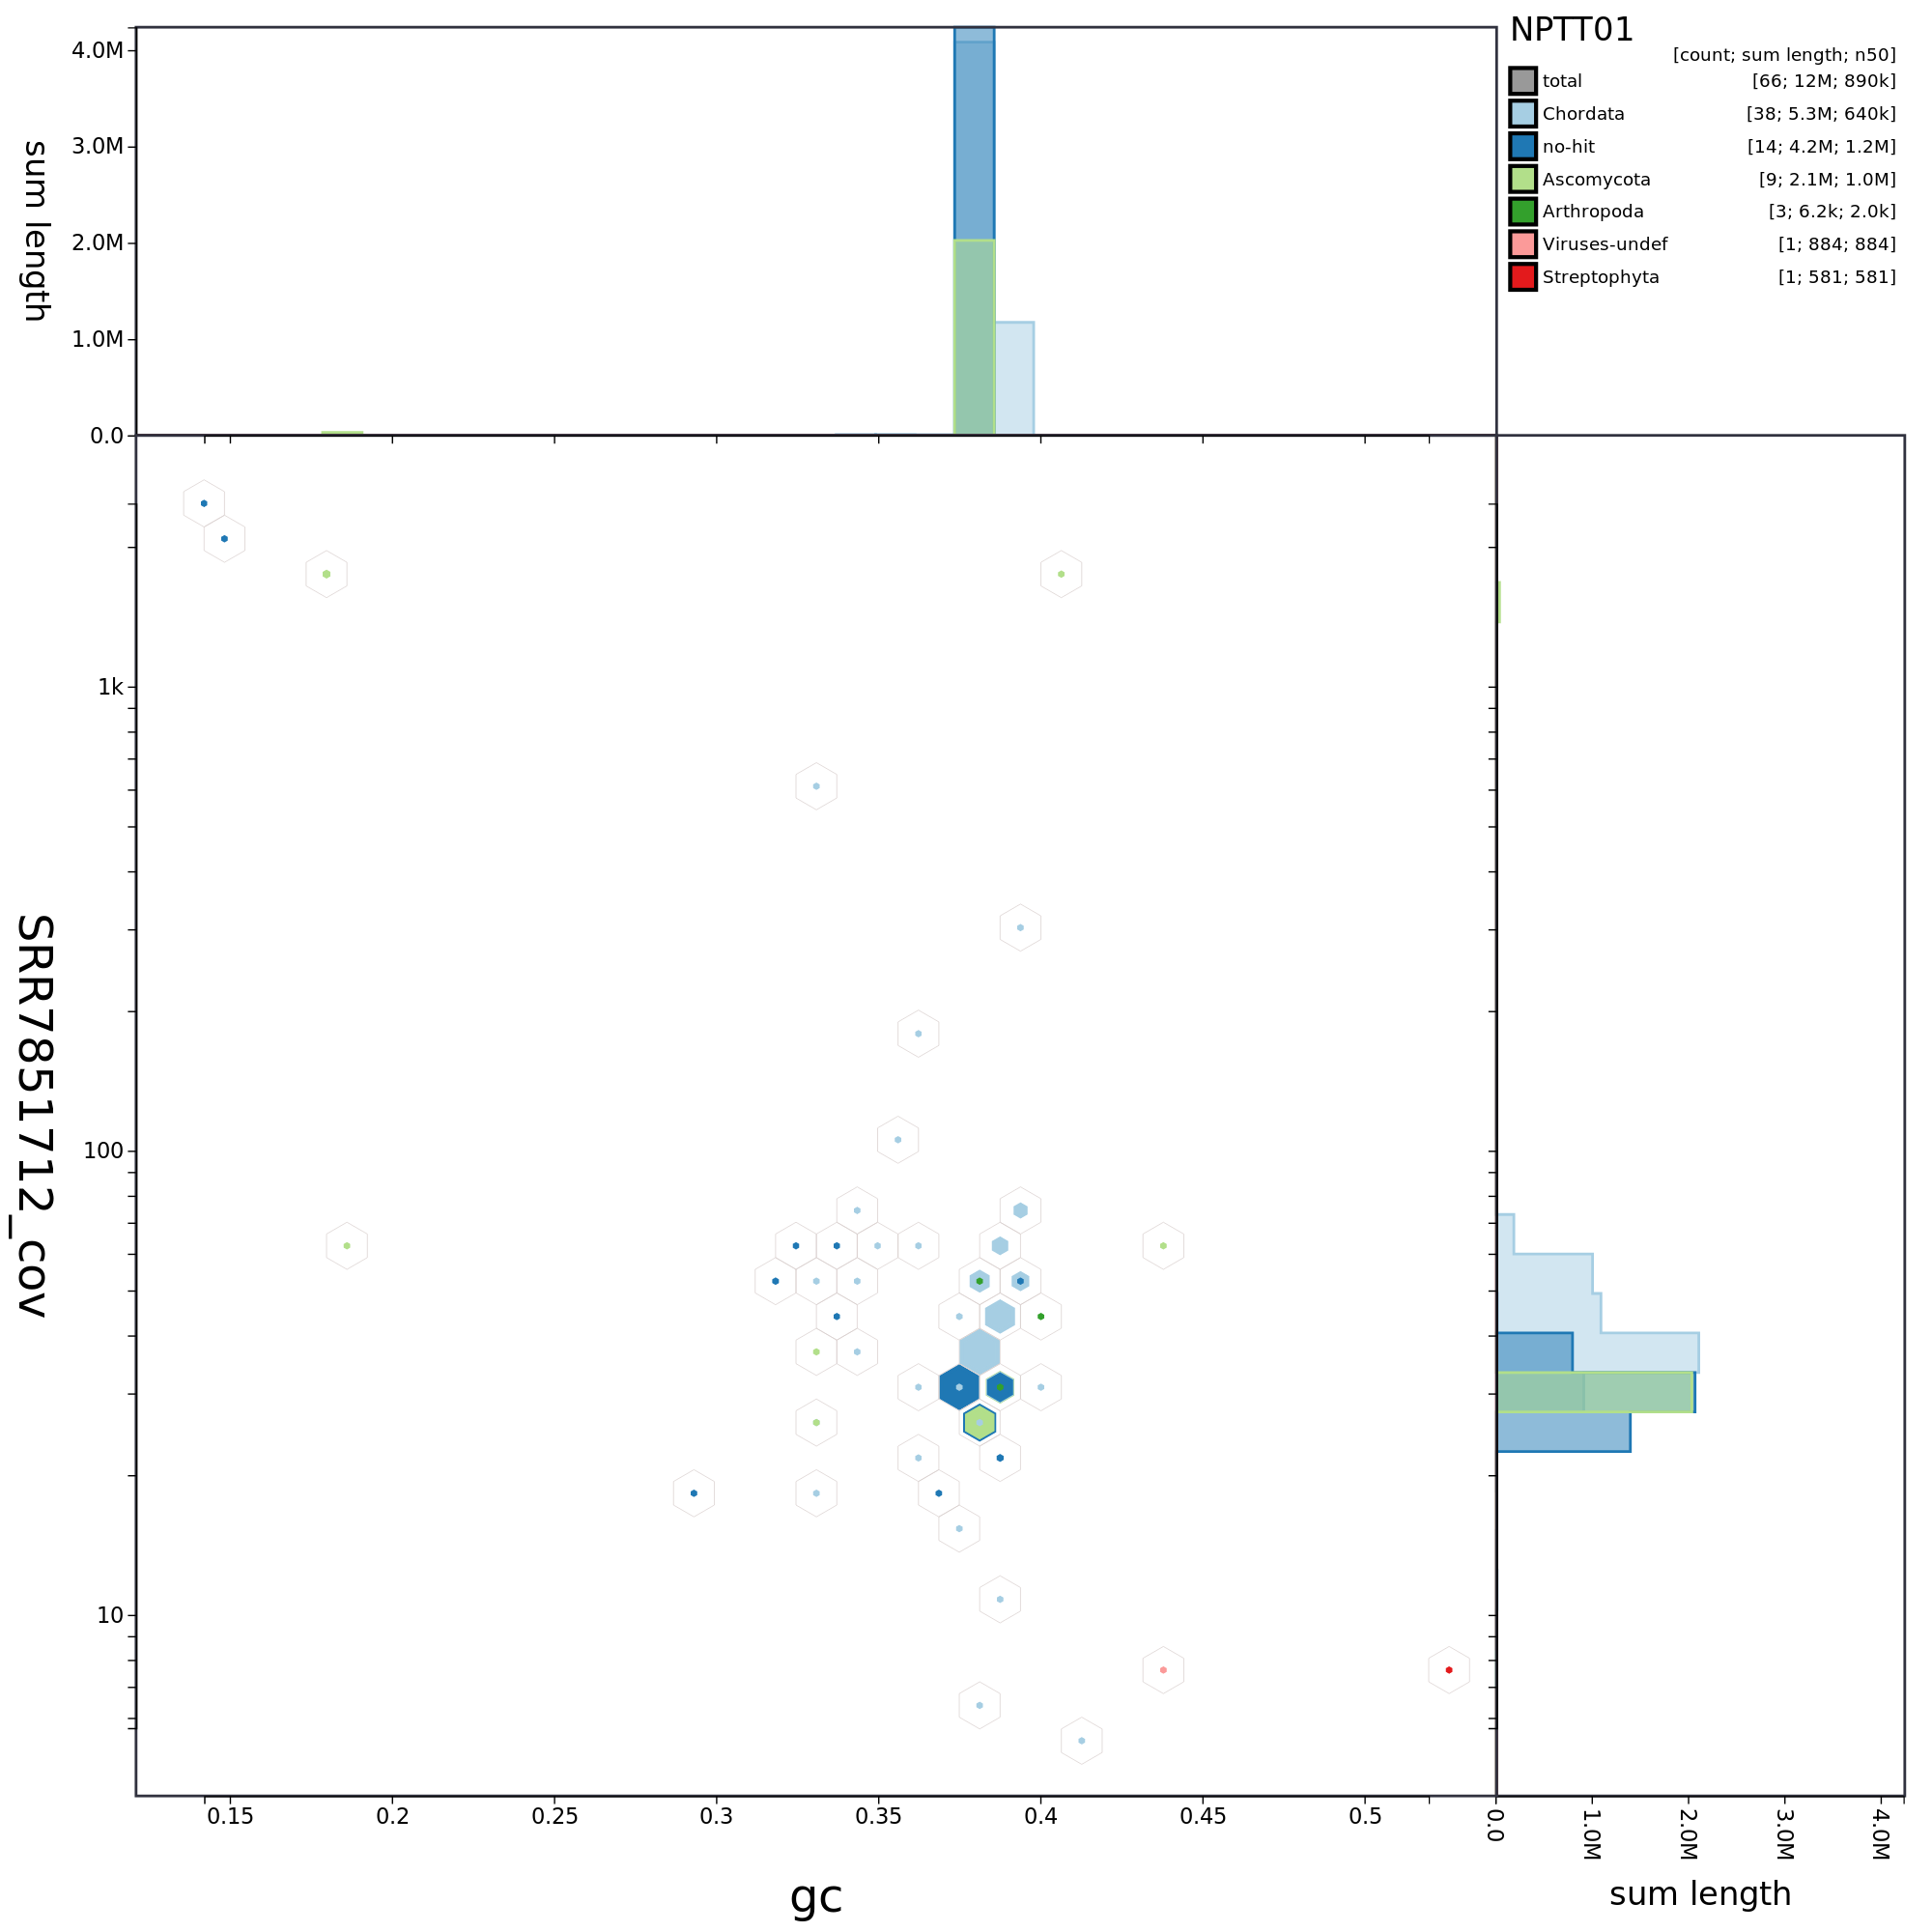 NPTT01
[count; sum length; n50]
total [66; 12M; 890k]
Chordata [38; 5.3M; 640k]
no-hit [14; 4.2M; 1.2M]
Ascomycota [9; 2.1M; 1.0M]
Arthropoda [3; 6.2k; 2.0k]
Viruses-undef [1; 884; 884]
Streptophyta [1; 581; 581]
sum length
4.0M
3.0M
2.0M
1.0M
0.0
SRR7851712_cov
1k
100
10
0.15 0.2 0.25 0.3 0.35 0.4 0.45 0.5
gc
0.0 1.0M 2.0M 3.0M 4.0M
sum length